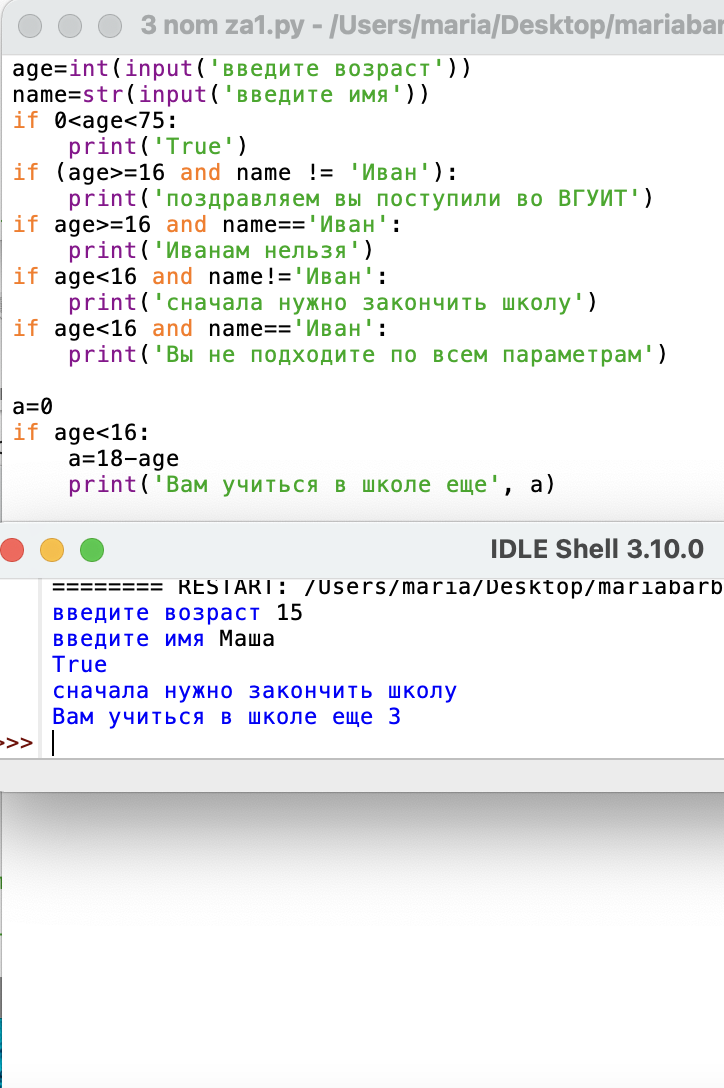 3 nom za1.py - /Users/maria/Desktop/mariabar
age=int(input('введите возраст'))
name=str(input('введите имя'))
if 0<age<75:
    print('True')
if (age>=16 and name != 'Иван'):
    print('поздравляем вы поступили во ВГУИТ')
if age>=16 and name=='Иван':
    print('Иванам нельзя')
if age<16 and name!='Иван':
    print('сначала нужно закончить школу')
if age<16 and name=='Иван':
    print('Вы не подходите по всем параметрам')
a=0
if age<16:
    a=18-age
    print('Вам учиться в школе еще', a)
IDLE Shell 3.10.0
======== RESTART: /Users/maria/Desktop/mariabarb
введите возраст 15
введите имя Маша
True
сначала нужно закончить школу
Вам учиться в школе еще 3
>>>